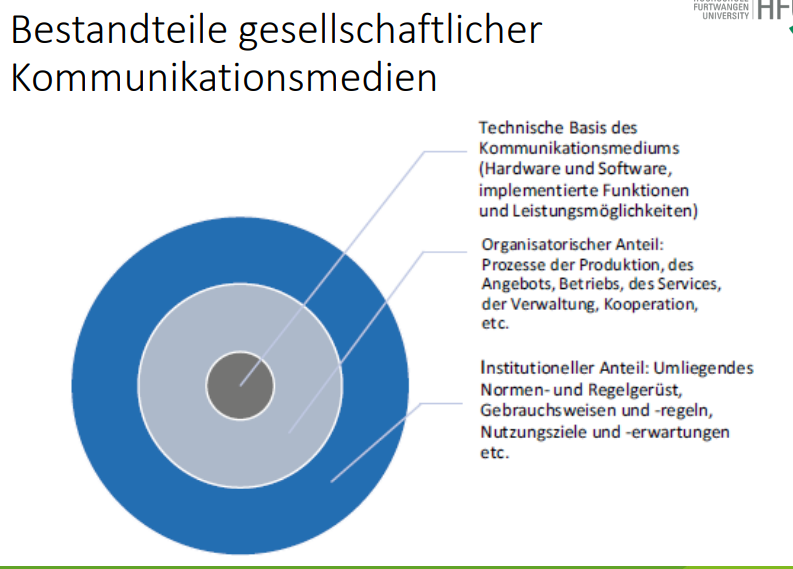 Bestandteile gesellschaftlicher
Kommunikationsmedien
FURTWANGEN
UNIVERSITY
Technische Basis des
Kommunikationsmediums
(Hardware und Software,
implementierte Funktionen
und Leistungsmöglichkeiten)
Organisatorischer Anteil:
Prozesse der Produktion, des
Angebots, Betriebs, des Services,
der Verwaltung, Kooperation,
etc.
Institutioneller Anteil: Umliegendes
Normen- und Regelgerüst,
Gebrauchsweisen und -regeln,
Nutzungsziele und -erwartungen
etc.